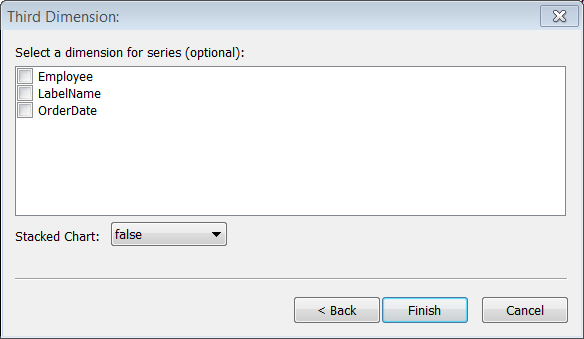 Third Dimension:
Select a dimension for series (optional):
Employee
LabelName
OrderDate
Stacked Chart: false
< Back Finish Cancel